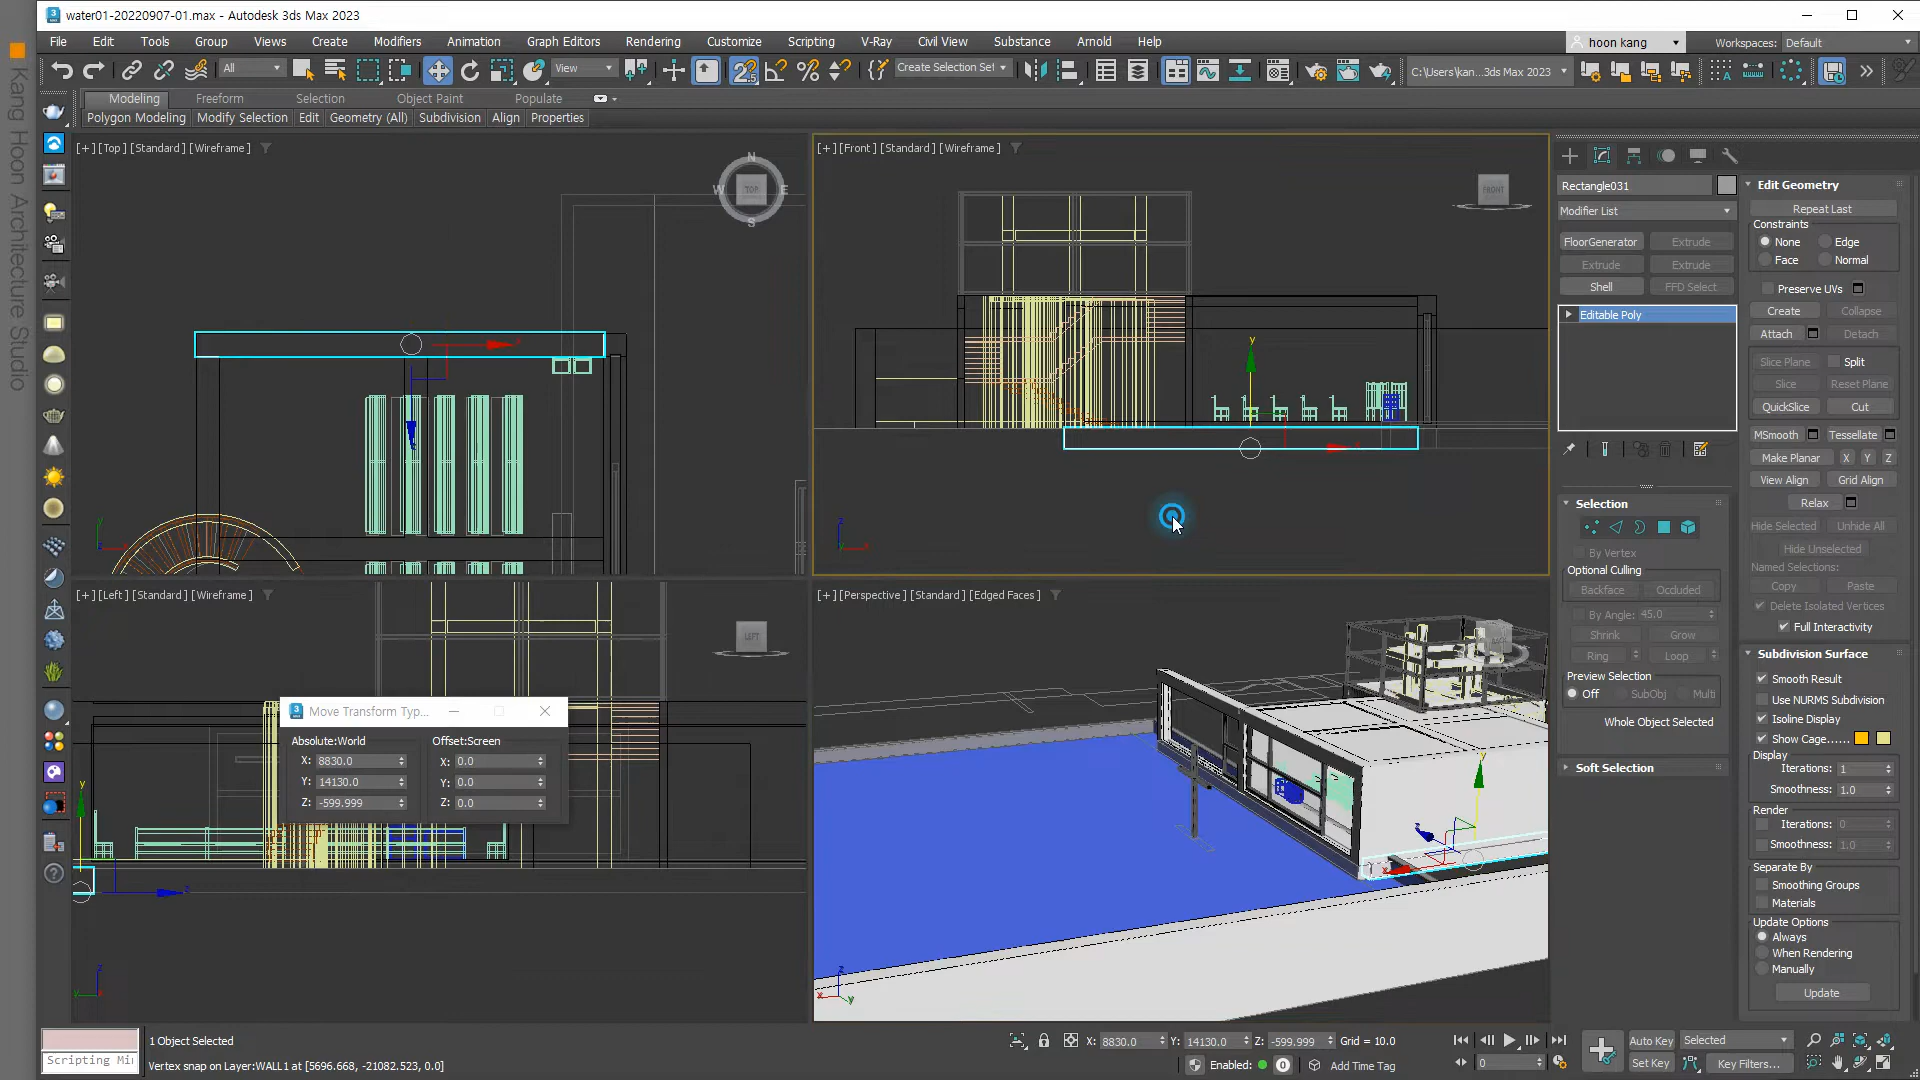 water01-20220907-01.max - Autodesk 3ds Max 2023
File Edit Tools Group Views Create Modifiers Animation Graph Editors Rendering Customize Scripting V-Ray Civil View Substance Arnold Help
hoon kang
Workspaces: Default
All
View
Create Selection Set
C:\Users\kan...3ds Max 2023
Modeling Freeform Selection Object Paint Populate
Polygon Modeling Modify Selection Edit Geometry (All) Subdivision Align Properties
Kang Hoon Architecture Studio
[+] [Top] [Standard] [Wireframe]
N
W TOP E
S
[+] [Front] [Standard] [Wireframe]
FRONT
y
x
[+] [Left] [Standard] [Wireframe]
LEFT
[+] [Perspective] [Standard] [Edged Faces]
Move Transform Typ...
Absolute:World
X: 8830.0
Y: 14130.0
Z: -599.999
Offset:Screen
X: 0.0
Y: 0.0
Z: 0.0
Rectangle031
Modifier List
FloorGenerator Extrude
Extrude Extrude
Shell FFD Select
Editable Poly
Selection
By Vertex
Optional Culling
Backface Occluded
By Angle: 45.0
Shrink Grow
Ring Loop
Preview Selection
Off SubObj Multi
Whole Object Selected
Soft Selection
Edit Geometry
Repeat Last
Constraints
None Edge
Face Normal
Preserve UVs
Create Collapse
Attach Detach
Slice Plane Split
Slice Reset Plane
QuickSlice Cut
MSmooth Tessellate
Make Planar X Y Z
View Align Grid Align
Relax
Hide Selected Unhide All
Hide Unselected
Named Selections:
Copy Paste
Delete Isolated Vertices
Full Interactivity
Subdivision Surface
Smooth Result
Use NURMS Subdivision
Isoline Display
Show Cage......
Display
Iterations: 1
Smoothness: 1.0
Render
Iterations: 0
Smoothness: 1.0
Separate By
Smoothing Groups
Materials
Update Options
Always
When Rendering
Manually
Update
Scripting Mi
1 Object Selected
Vertex snap on Layer:WALL1 at [5696.668, -21082.523, 0.0]
X: 8830.0 Y: 14130.0 Z: -599.999 Grid = 10.0
Enabled: 0 Add Time Tag
0
Auto Key Selected
Set Key Key Filters...